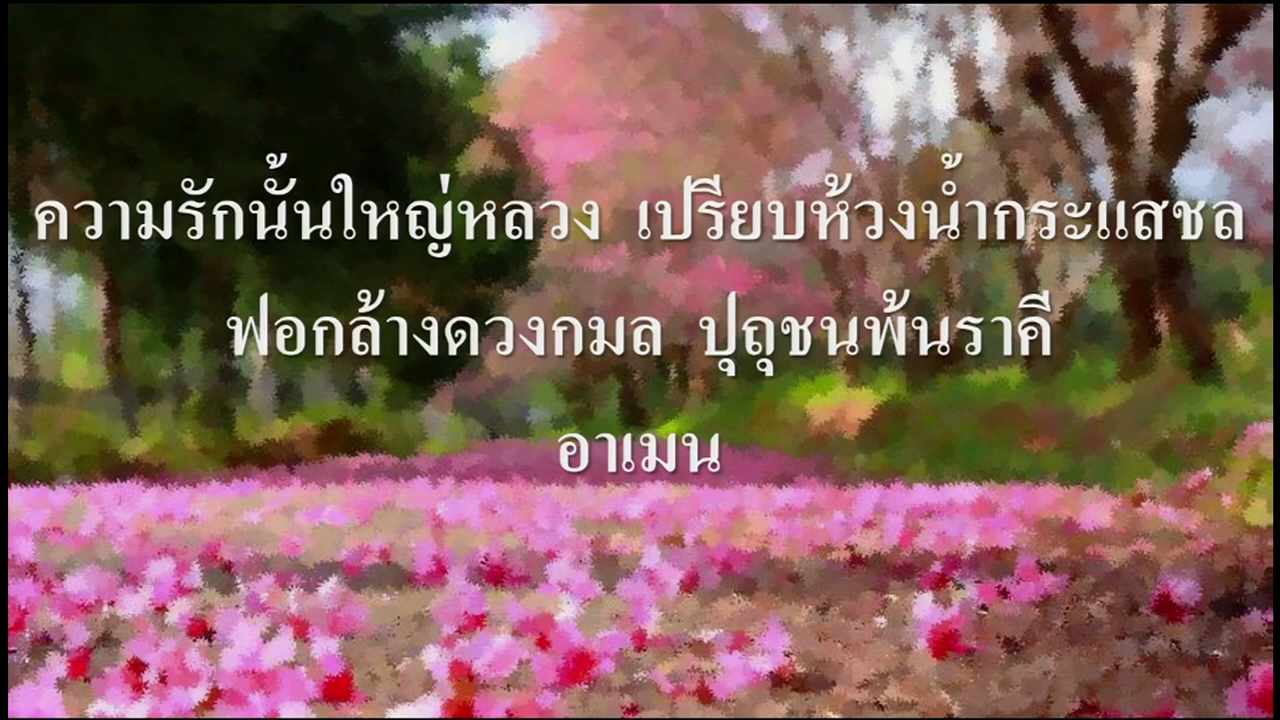 ความรักนั้นใหญ่หลวง เปรียบห้วงน้ำกระแสชล
ฟอกล้างดวงกมล ปุถุชนพ้นราคี
อาเมน